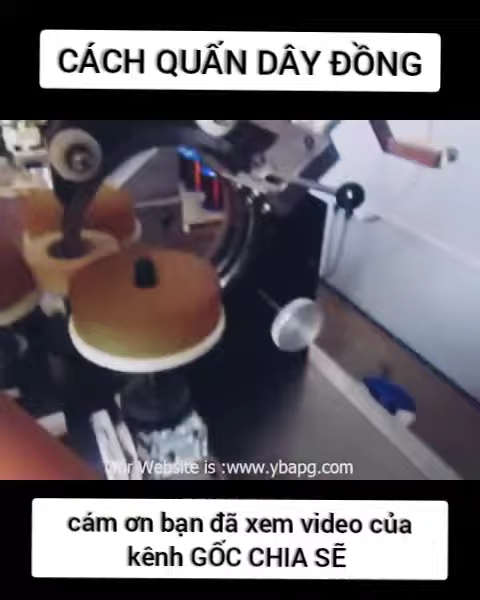 CÁCH QUẤN DÂY ĐỒNG
Website is :www.ybapg.com
cám ơn bạn đã xem video của
kênh GỐC CHIA SẼ